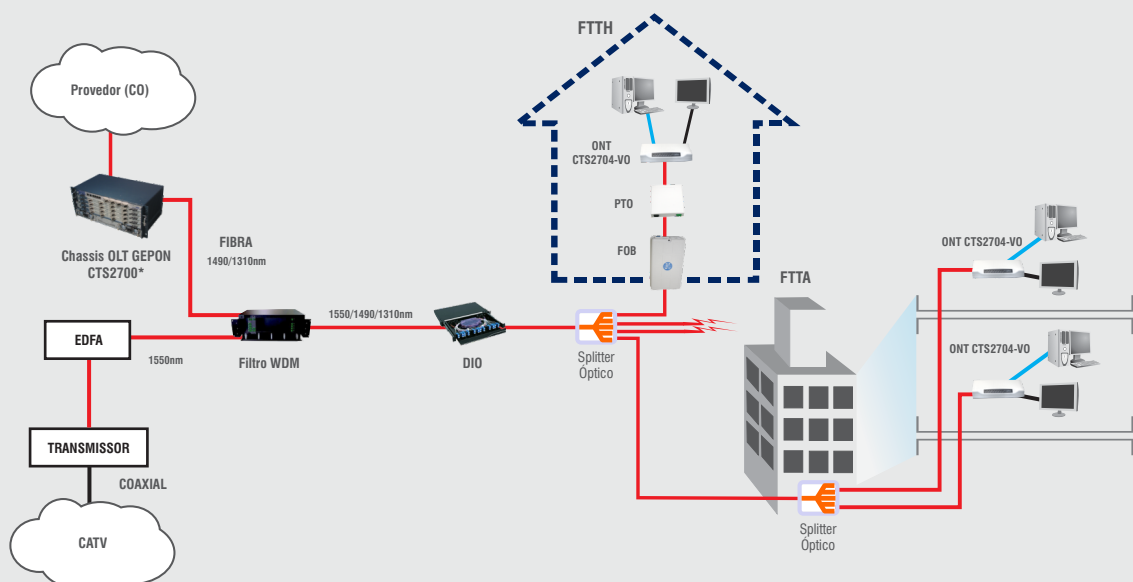 FTTH
Provedor (CO)
ONT
CTS2704-VO
PTO
FOB
Chassis OLT GEPON
CTS2700*
FIBRA
1490/1310nm
1550/1490/1310nm
EDFA
1550nm
Filtro WDM
DIO
Splitter
Óptico
FTTA
ONT CTS2704-VO
ONT CTS2704-VO
TRANSMISSOR
COAXIAL
CATV
Splitter
Óptico